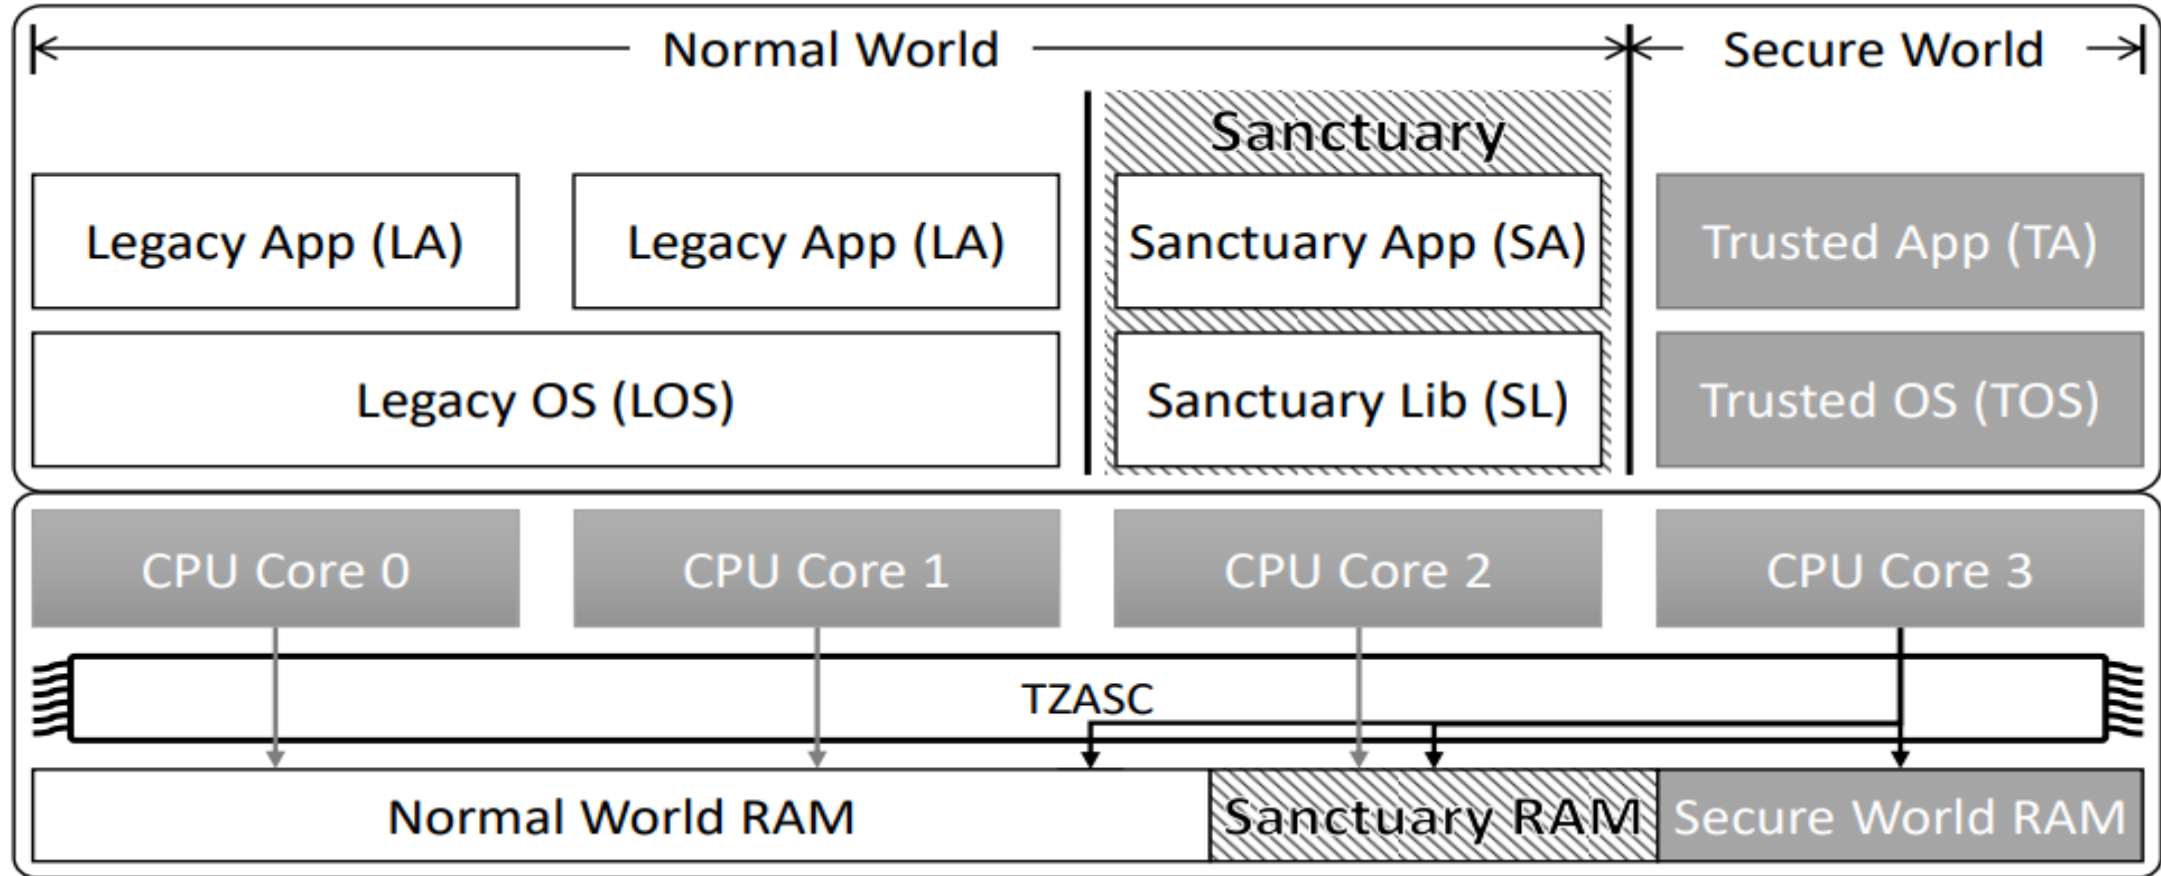 Normal World
Secure World
Sanctuary
Legacy App (LA)
Legacy App (LA)
Sanctuary App (SA)
Trusted App (TA)
Legacy OS (LOS)
Sanctuary Lib (SL)
Trusted OS (TOS)
CPU Core 0
CPU Core 1
CPU Core 2
CPU Core 3
TZASC
Normal World RAM
Sanctuary RAM
Secure World RAM